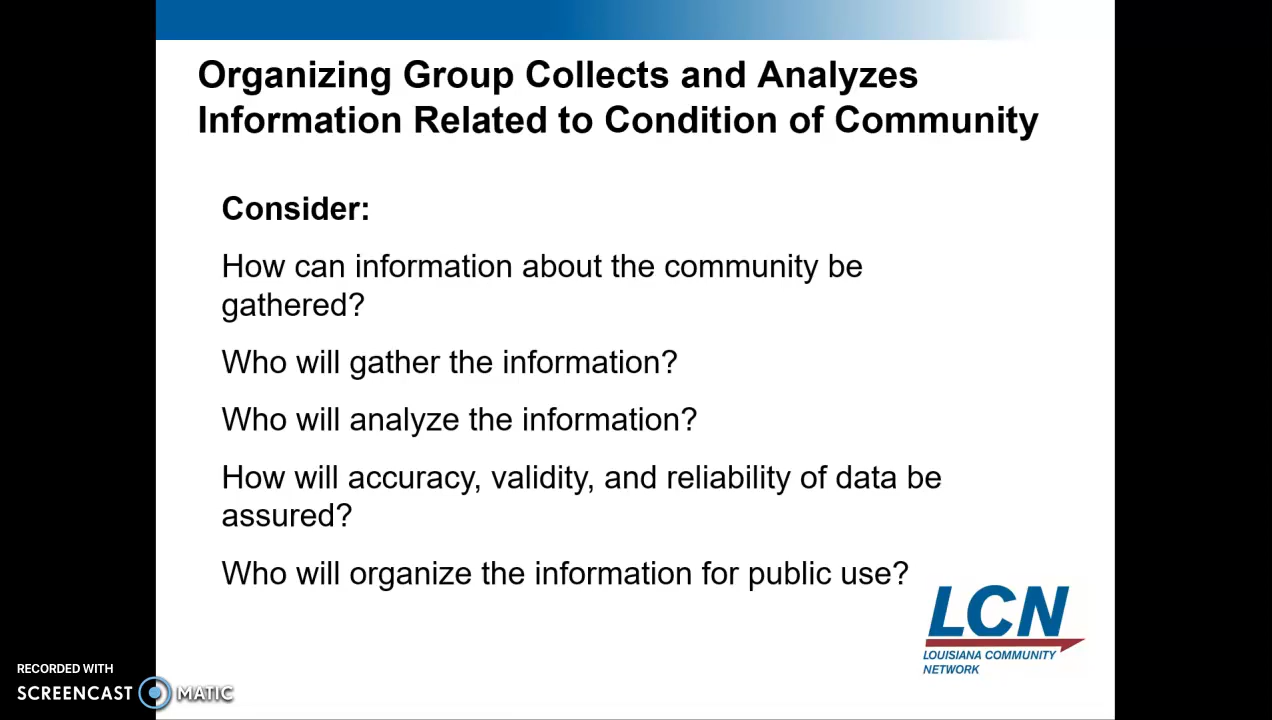 Organizing Group Collects and Analyzes
Information Related to Condition of Community
Consider:
How can information about the community be
gathered?
Who will gather the information?
Who will analyze the information?
How will accuracy, validity, and reliability of data be
assured?
Who will organize the information for public use?
LCN
LOUISIANA COMMUNITY
NETWORK
RECORDED WITH
SCREENCAST MATIC